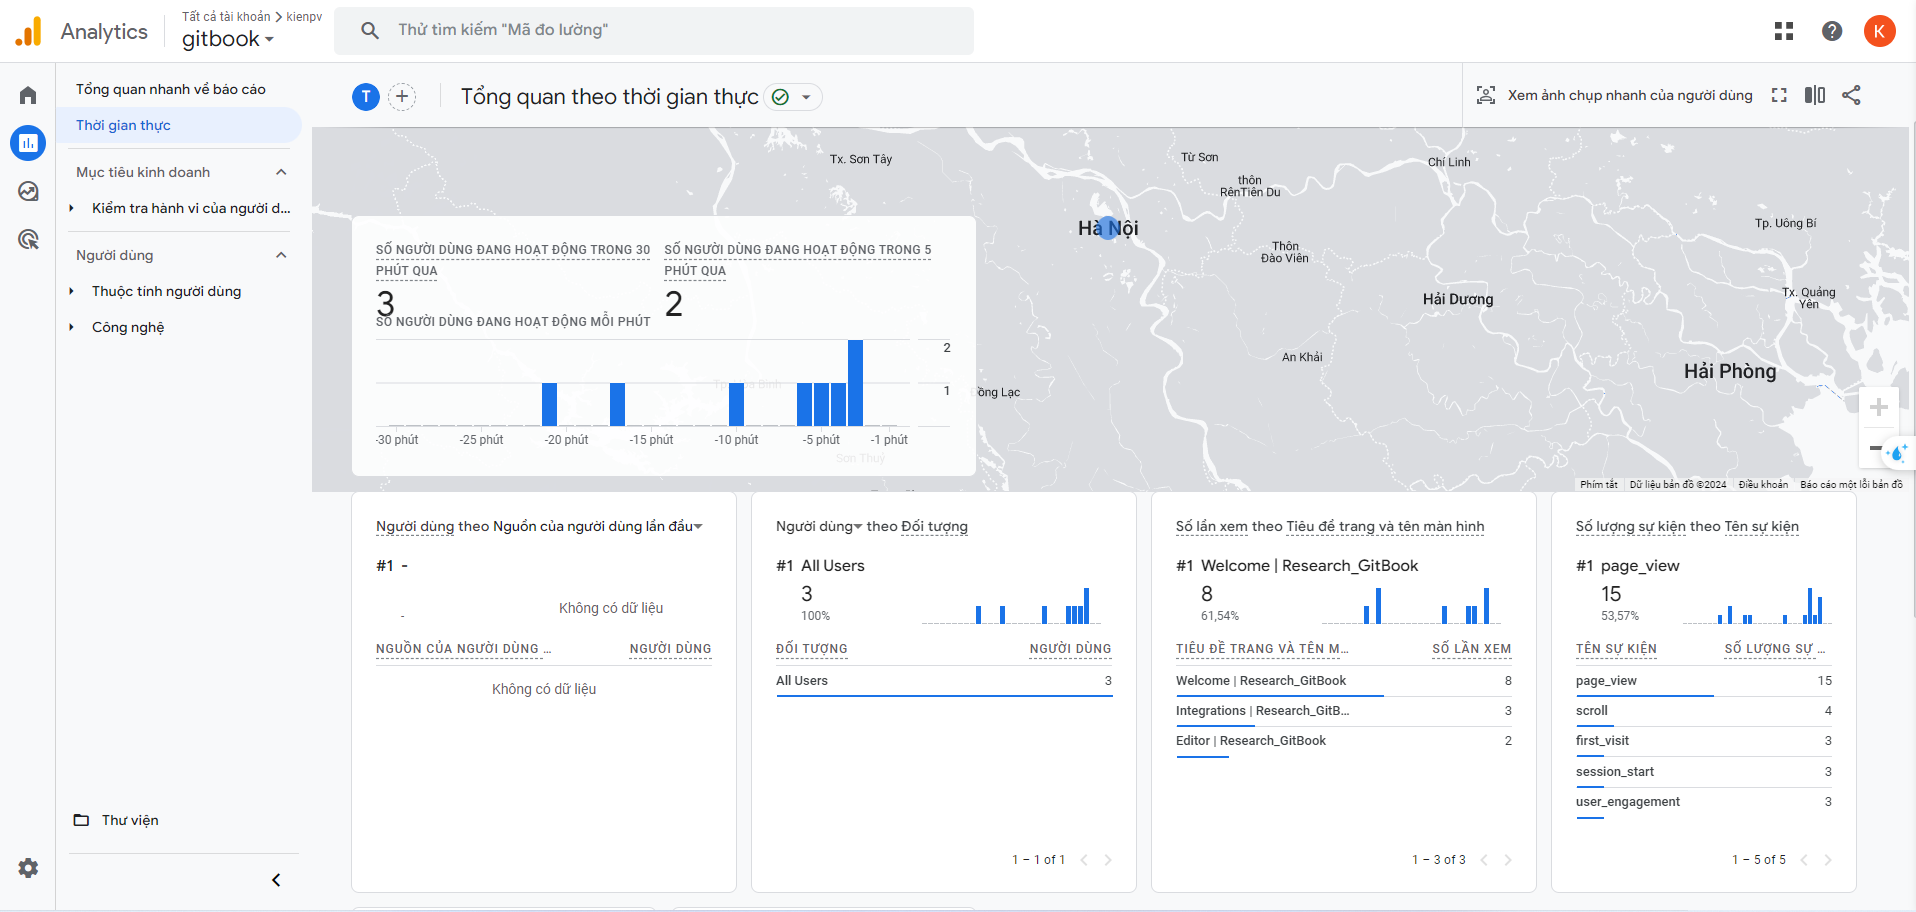 Analytics
Tất cả tài khoản > kienpv
gitbook
Thử tìm kiếm "Mã đo lường"
K
Tổng quan nhanh về báo cáo
Thời gian thực
Mục tiêu kinh doanh
Kiểm tra hành vi của người d...
Người dùng
Thuộc tính người dùng
Công nghệ
Thư viện
T
Tổng quan theo thời gian thực
Xem ảnh chụp nhanh của người dùng
Tx. Sơn Tây
Từ Sơn
thôn
RênTiên Du
Chí Linh
Hà Nội
Tp. Uông Bí
Thôn
Đào Viên
Hải Dương
Tx. Quảng
Yên
An Khải
Hải Phòng
Đồng Lạc
SỐ NGƯỜI DÙNG ĐANG HOẠT ĐỘNG TRONG 30
PHÚT QUA
3
SỐ NGƯỜI DÙNG ĐANG HOẠT ĐỘNG TRONG 5
PHÚT QUA
2
SỐ NGƯỜI DÙNG ĐANG HOẠT ĐỘNG MỖI PHÚT
2
1
-30 phút
-25 phút
-20 phút
-15 phút
-10 phút
-5 phút
-1 phút
Sơn Thuỷ
Phím tắt
Dữ liệu bản đồ ©2024
Điều khoản
Báo cáo một lỗi bản đồ
Người dùng theo Nguồn của người dùng lần đầu
#1 -
-
Không có dữ liệu
NGUỒN CỦA NGƯỜI DÙNG ...
NGƯỜI DÙNG
Không có dữ liệu
Người dùng theo Đối tượng
#1 All Users
3
100%
ĐỐI TƯỢNG
NGƯỜI DÙNG
All Users
3
1 – 1 of 1
Số lần xem theo Tiêu đề trang và tên màn hình
#1 Welcome | Research_GitBook
8
61,54%
TIÊU ĐỀ TRANG VÀ TÊN M...
SỐ LẦN XEM
Welcome | Research_GitBook
8
Integrations | Research_GitB...
3
Editor | Research_GitBook
2
1 – 3 of 3
Số lượng sự kiện theo Tên sự kiện
#1 page_view
15
53,57%
TÊN SỰ KIỆN
SỐ LƯỢNG SỰ ...
page_view
15
scroll
4
first_visit
3
session_start
3
user_engagement
3
1 – 5 of 5